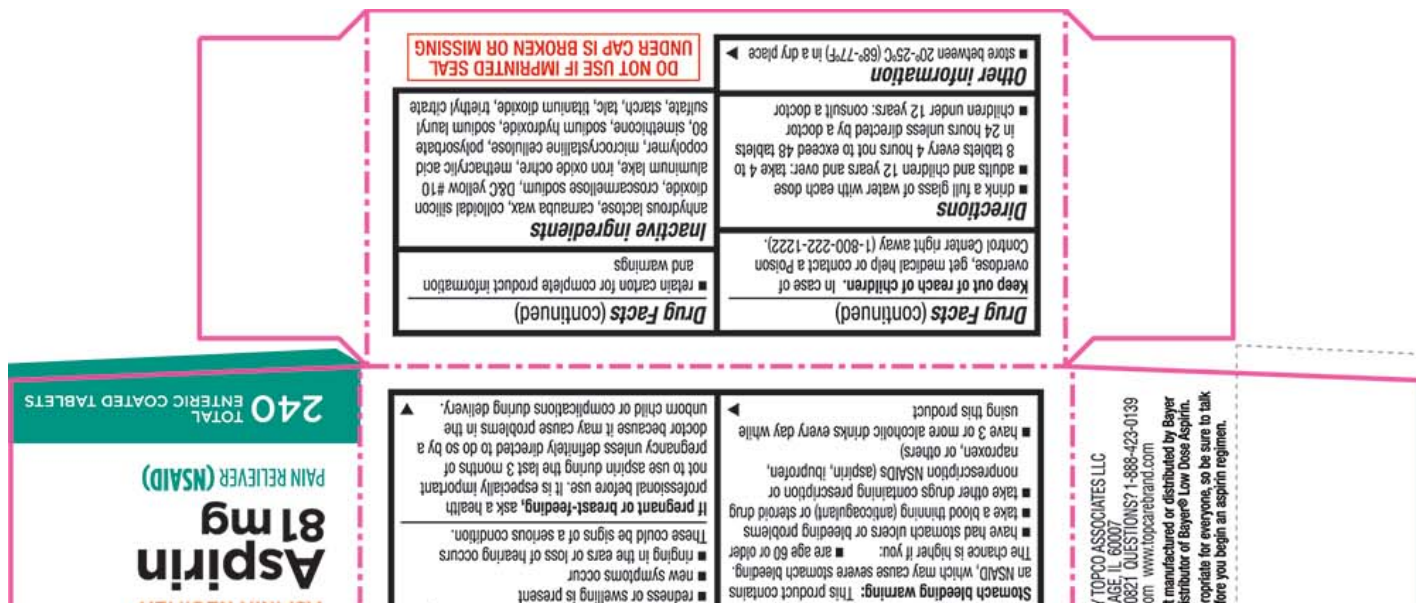 Stomach bleeding warning: This product contains
an NSAID, which may cause severe stomach bleeding.
The chance is higher if you: ■ are age 60 or older
■ have had stomach ulcers or bleeding problems
■ take a blood thinning (anticoagulant) or steroid drug
■ take other drugs containing prescription or
nonprescription NSAIDs (aspirin, ibuprofen,
naproxen, or others)
■ have 3 or more alcoholic drinks every day while
using this product
■ redness or swelling is present
■ new symptoms occur
■ ringing in the ears or loss of hearing occurs
These could be signs of a serious condition.
If pregnant or breast-feeding, ask a health
professional before use. It is especially important
not to use aspirin during the last 3 months of
pregnancy unless definitely directed to do so by a
doctor because it may cause problems in the
unborn child or complications during delivery.
Drug Facts (continued)
Keep out of reach of children. In case of
overdose, get medical help or contact a Poison
Control Center right away (1-800-222-1222).
Directions
■ drink a full glass of water with each dose
■ adults and children 12 years and over: take 4 to
8 tablets every 4 hours not to exceed 48 tablets
in 24 hours unless directed by a doctor
■ children under 12 years: consult a doctor
Other information
■ store between 20°-25°C (68°-77°F) in a dry place
Drug Facts (continued)
■ retain carton for complete product information
and warnings
Inactive ingredients
anhydrous lactose, carnauba wax, colloidal silicon
dioxide, croscarmellose sodium, D&C yellow #10
aluminum lake, iron oxide ochre, methacrylic acid
copolymer, microcrystalline cellulose, polysorbate
80, simethicone, sodium hydroxide, sodium lauryl
sulfate, starch, talc, titanium dioxide, triethyl citrate
DO NOT USE IF IMPRINTED SEAL
UNDER CAP IS BROKEN OR MISSING
Aspirin
81 mg
PAIN RELIEVER (NSAID)
240 TOTAL
ENTERIC COATED TABLETS
TOPCO ASSOCIATES LLC
IL 60007
0821 QUESTIONS? 1-888-423-0139
www.topcarebrand.com
manufactured or distributed by Bayer
of Bayer® Low Dose Aspirin.
for everyone, so be sure to talk
you begin an aspirin regimen.